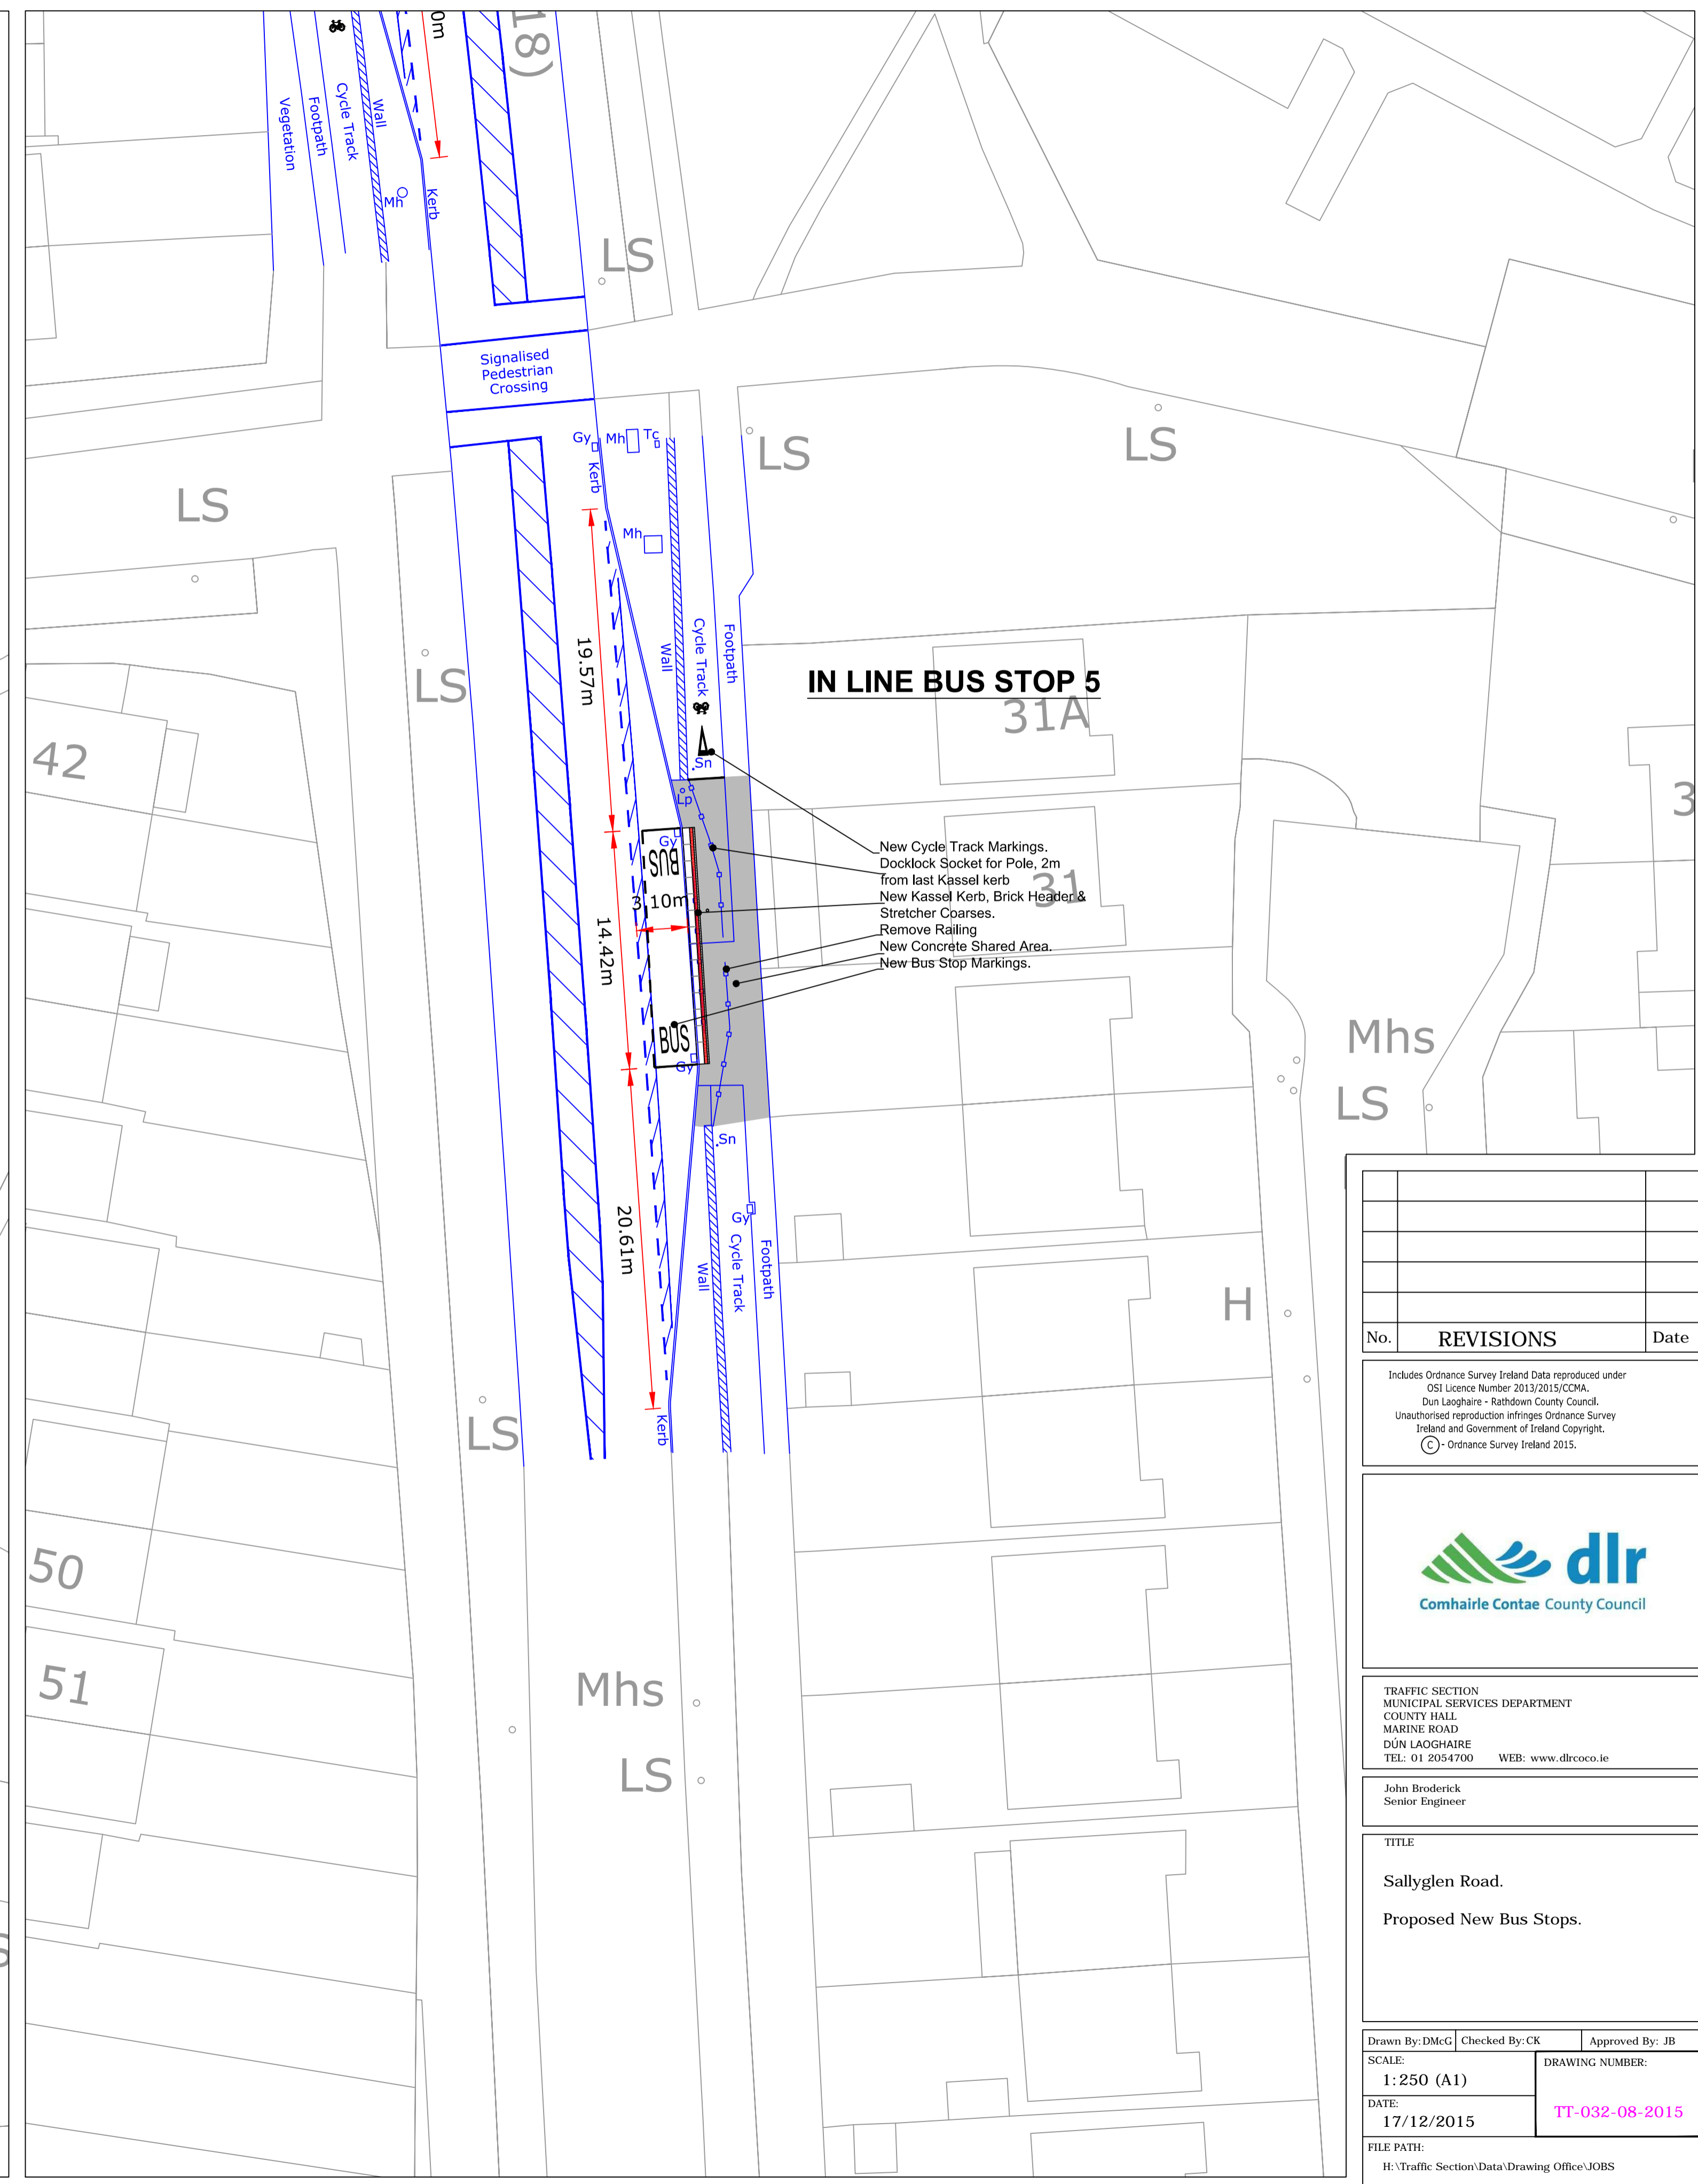 0m
18)
Vegetation
Footpath
Cycle Track
Wall
Mh
Kerb
LS
Signalised
Pedestrian
Crossing
Gy
Mh
Tc
Kerb
LS
LS
LS
Mh
19.57m
Wall
Cycle Track
Footpath
LS
IN LINE BUS STOP 5
31A
42
Sn
Lp
3
Gy
BUS
3.10m
14.42m
31
New Cycle Track Markings.
Docklock Socket for Pole, 2m
from last Kassel kerb
New Kassel Kerb, Brick Header &
Stretcher Coarses.
Remove Railing
New Concrete Shared Area.
New Bus Stop Markings.
BUS
Gy
Mhs
LS
Sn
20.61m
Gy
Wall
Cycle Track
Footpath
H
Kerb
LS
50
51
Mhs
LS
No. REVISIONS Date
Includes Ordnance Survey Ireland Data reproduced under
OSI Licence Number 2013/2015/CCMA.
Dun Laoghaire - Rathdown County Council.
Unauthorised reproduction infringes Ordnance Survey
Ireland and Government of Ireland Copyright.
C - Ordnance Survey Ireland 2015.
dlr
Comhairle Contae County Council
TRAFFIC SECTION
MUNICIPAL SERVICES DEPARTMENT
COUNTY HALL
MARINE ROAD
DÚN LAOGHAIRE
TEL: 01 2054700 WEB: www.dlrcoco.ie
John Broderick
Senior Engineer
TITLE
Sallyglen Road.
Proposed New Bus Stops.
Drawn By: DMcG Checked By: CK Approved By: JB
SCALE:
1:250 (A1)
DRAWING NUMBER:
TT-032-08-2015
DATE:
17/12/2015
FILE PATH:
H:\Traffic Section\Data\Drawing Office\JOBS